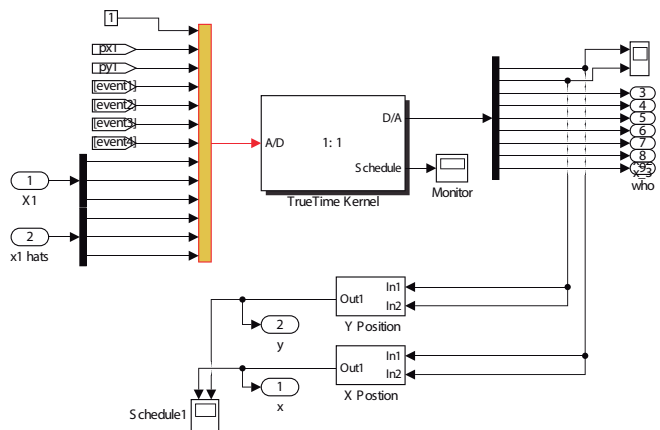 1
px1
py1
[event1]
[event2]
[event3]
[event4]
1
X1
2
x1 hats
A/D
1: 1
D/A
Schedule
TrueTime Kernel
Monitor
3
4
5
6
7
8
x_3
who
Out1
In1
In2
Y Position
2
y
Out1
In1
In2
X Postion
1
x
Schedule1